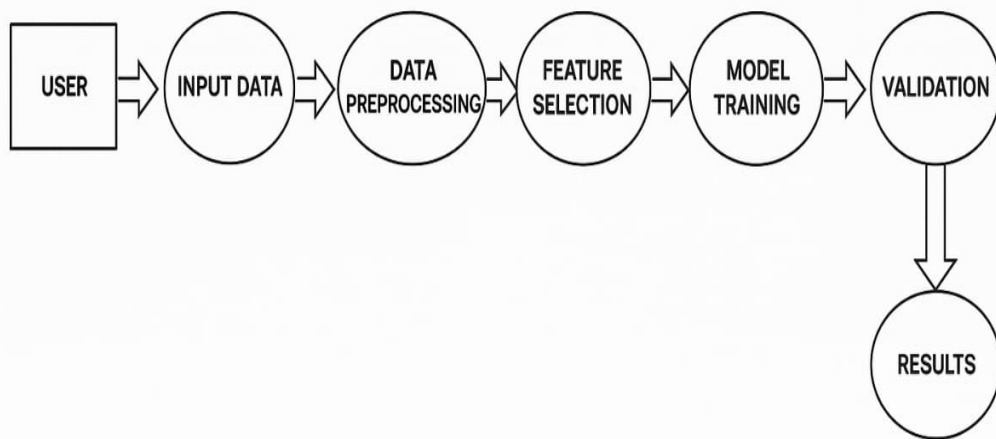 USER
INPUT DATA
DATA
PREPROCESSING
FEATURE
SELECTION
MODEL
TRAINING
VALIDATION
RESULTS